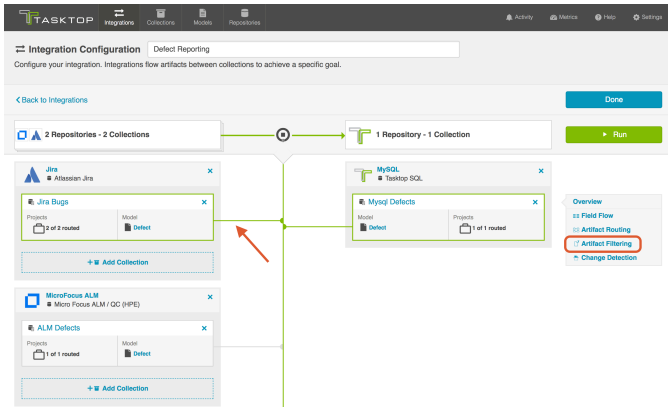 TASKTOP
Integrations
Collections
Models
Repositories
Activity
Metrics
Help
Settings
Integration Configuration
Defect Reporting
Configure your integration. Integrations flow artifacts between collections to achieve a specific goal.
Back to Integrations
Done
2 Repositories - 2 Collections
1 Repository - 1 Collection
Run
Jira
Atlassian Jira
Jira Bugs
Projects
2 of 2 routed
Model
Defect
+ Add Collection
MySQL
Tasktop SQL
Mysql Defects
Model
Defect
Projects
1 of 1 routed
Overview
Field Flow
Artifact Routing
Artifact Filtering
Change Detection
MicroFocus ALM
Micro Focus ALM / QC (HPE)
ALM Defects
Projects
1 of 1 routed
Model
Defect
+ Add Collection